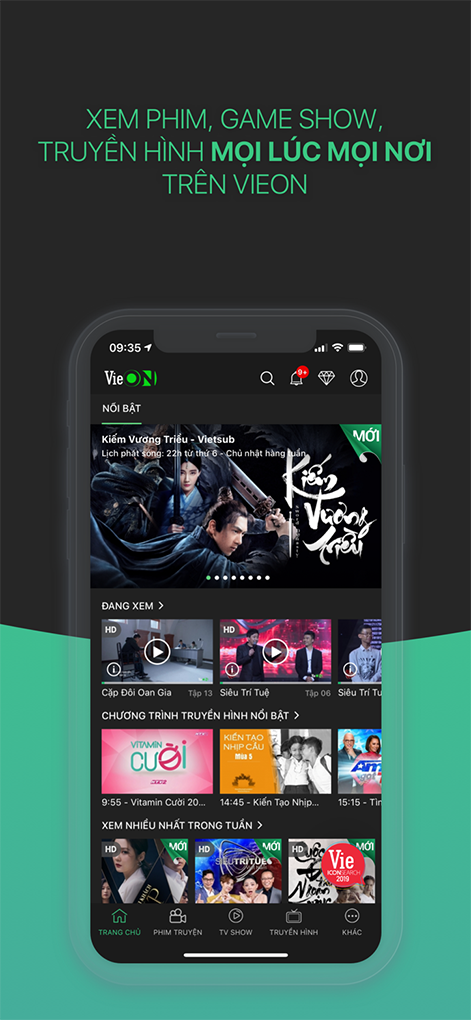 XEM PHIM, GAME SHOW,
TRUYỀN HÌNH MỌI LÚC MỌI NƠI
TRÊN VIEON
09:35
VieON
9+
NỔI BẬT
MỚI
Kiếm Vương Triều - Vietsub
Lịch phát sóng: 22h từ thứ 6 - Chủ nhật hàng tuần
Kiếm
Vương
Triều
ĐANG XEM
HD
HD
HD
Cặp Đôi Oan Gia
Tập 13
Siêu Trí Tuệ
Tập 06
Siêu Trí Tu
CHƯƠNG TRÌNH TRUYỀN HÌNH NỔI BẬT
VITAMIN
CƯỜI
KIẾN TẠO
NHỊP CẦU
Mùa 5
9:55 - Vitamin Cười 20...
14:45 - Kiến Tạo Nhịp...
15:15 - Tìn
XEM NHIỀU NHẤT TRONG TUẦN
HD
MỚI
HD
MỚI
SIÊU TRÍ TUỆ
HD
MỚI
Vie
ICON SEARCH
2019
TRANG CHỦ
PHIM TRUYỆN
TV SHOW
TRUYỀN HÌNH
KHÁC